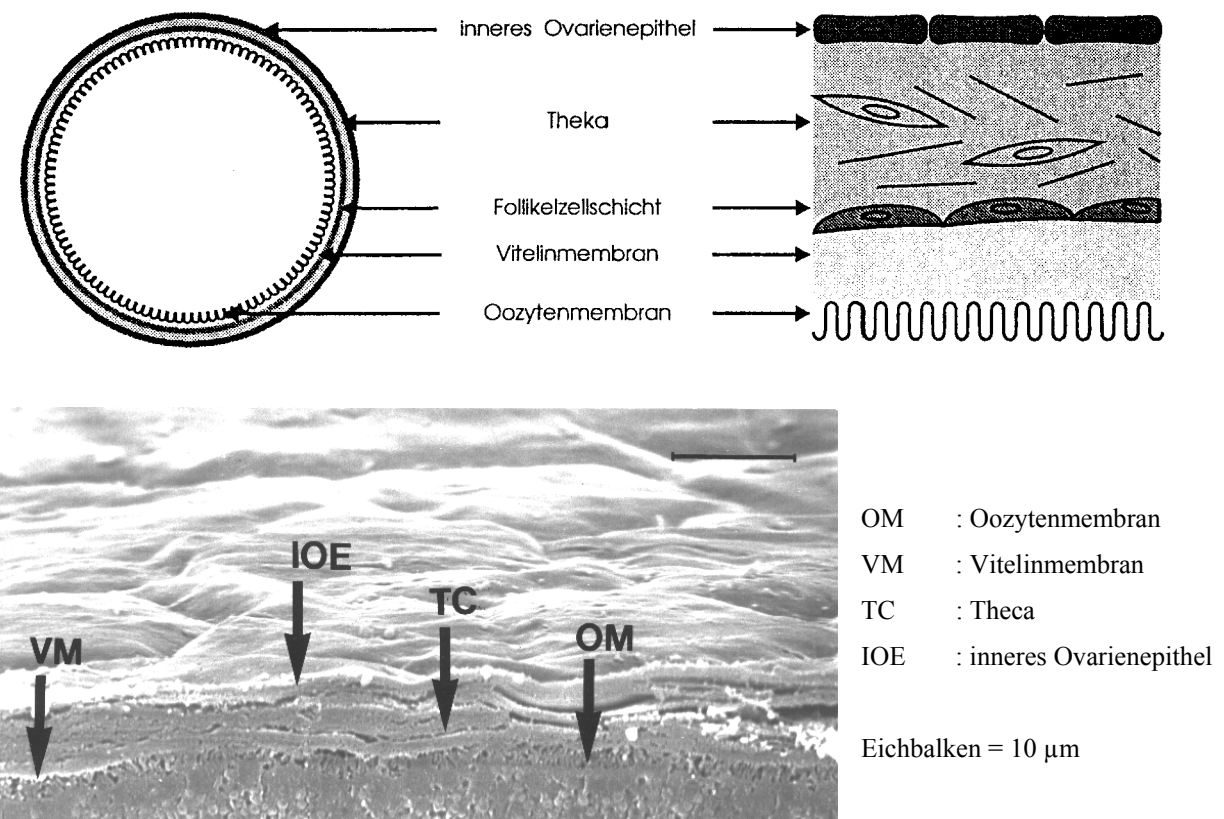 inneres Ovarienepithel
Theka
Follikelzellschicht
Vitelinmembran
Oozytenmembran
IOE
TC
VM
OM
OM : Oozytenmembran
VM : Vitelinmembran
TC : Theca
IOE : inneres Ovarienepithel
Eichbalken = 10 µm